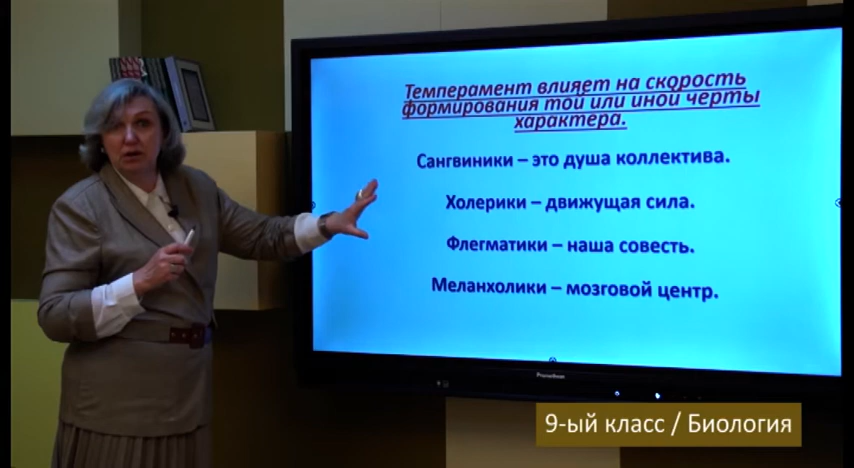 Темперамент влияет на скорость
формирования той или иной черты
характера.
Сангвиники – это душа коллектива.
Холерики – движущая сила.
Флегматики – наша совесть.
Меланхолики – мозговой центр.
Promethean
9-ый класс / Биология